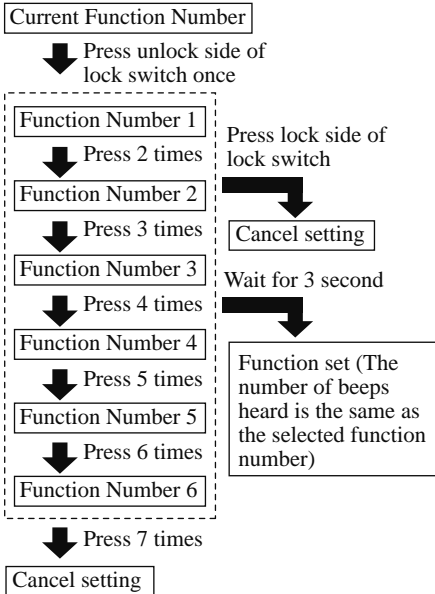 Current Function Number
Press unlock side of
lock switch once
Function Number 1
Press 2 times
Function Number 2
Press 3 times
Function Number 3
Press 4 times
Function Number 4
Press 5 times
Function Number 5
Press 6 times
Function Number 6
Press 7 times
Cancel setting
Press lock side of
lock switch
Cancel setting
Wait for 3 second
Function set (The
number of beeps
heard is the same as
the selected function
number)